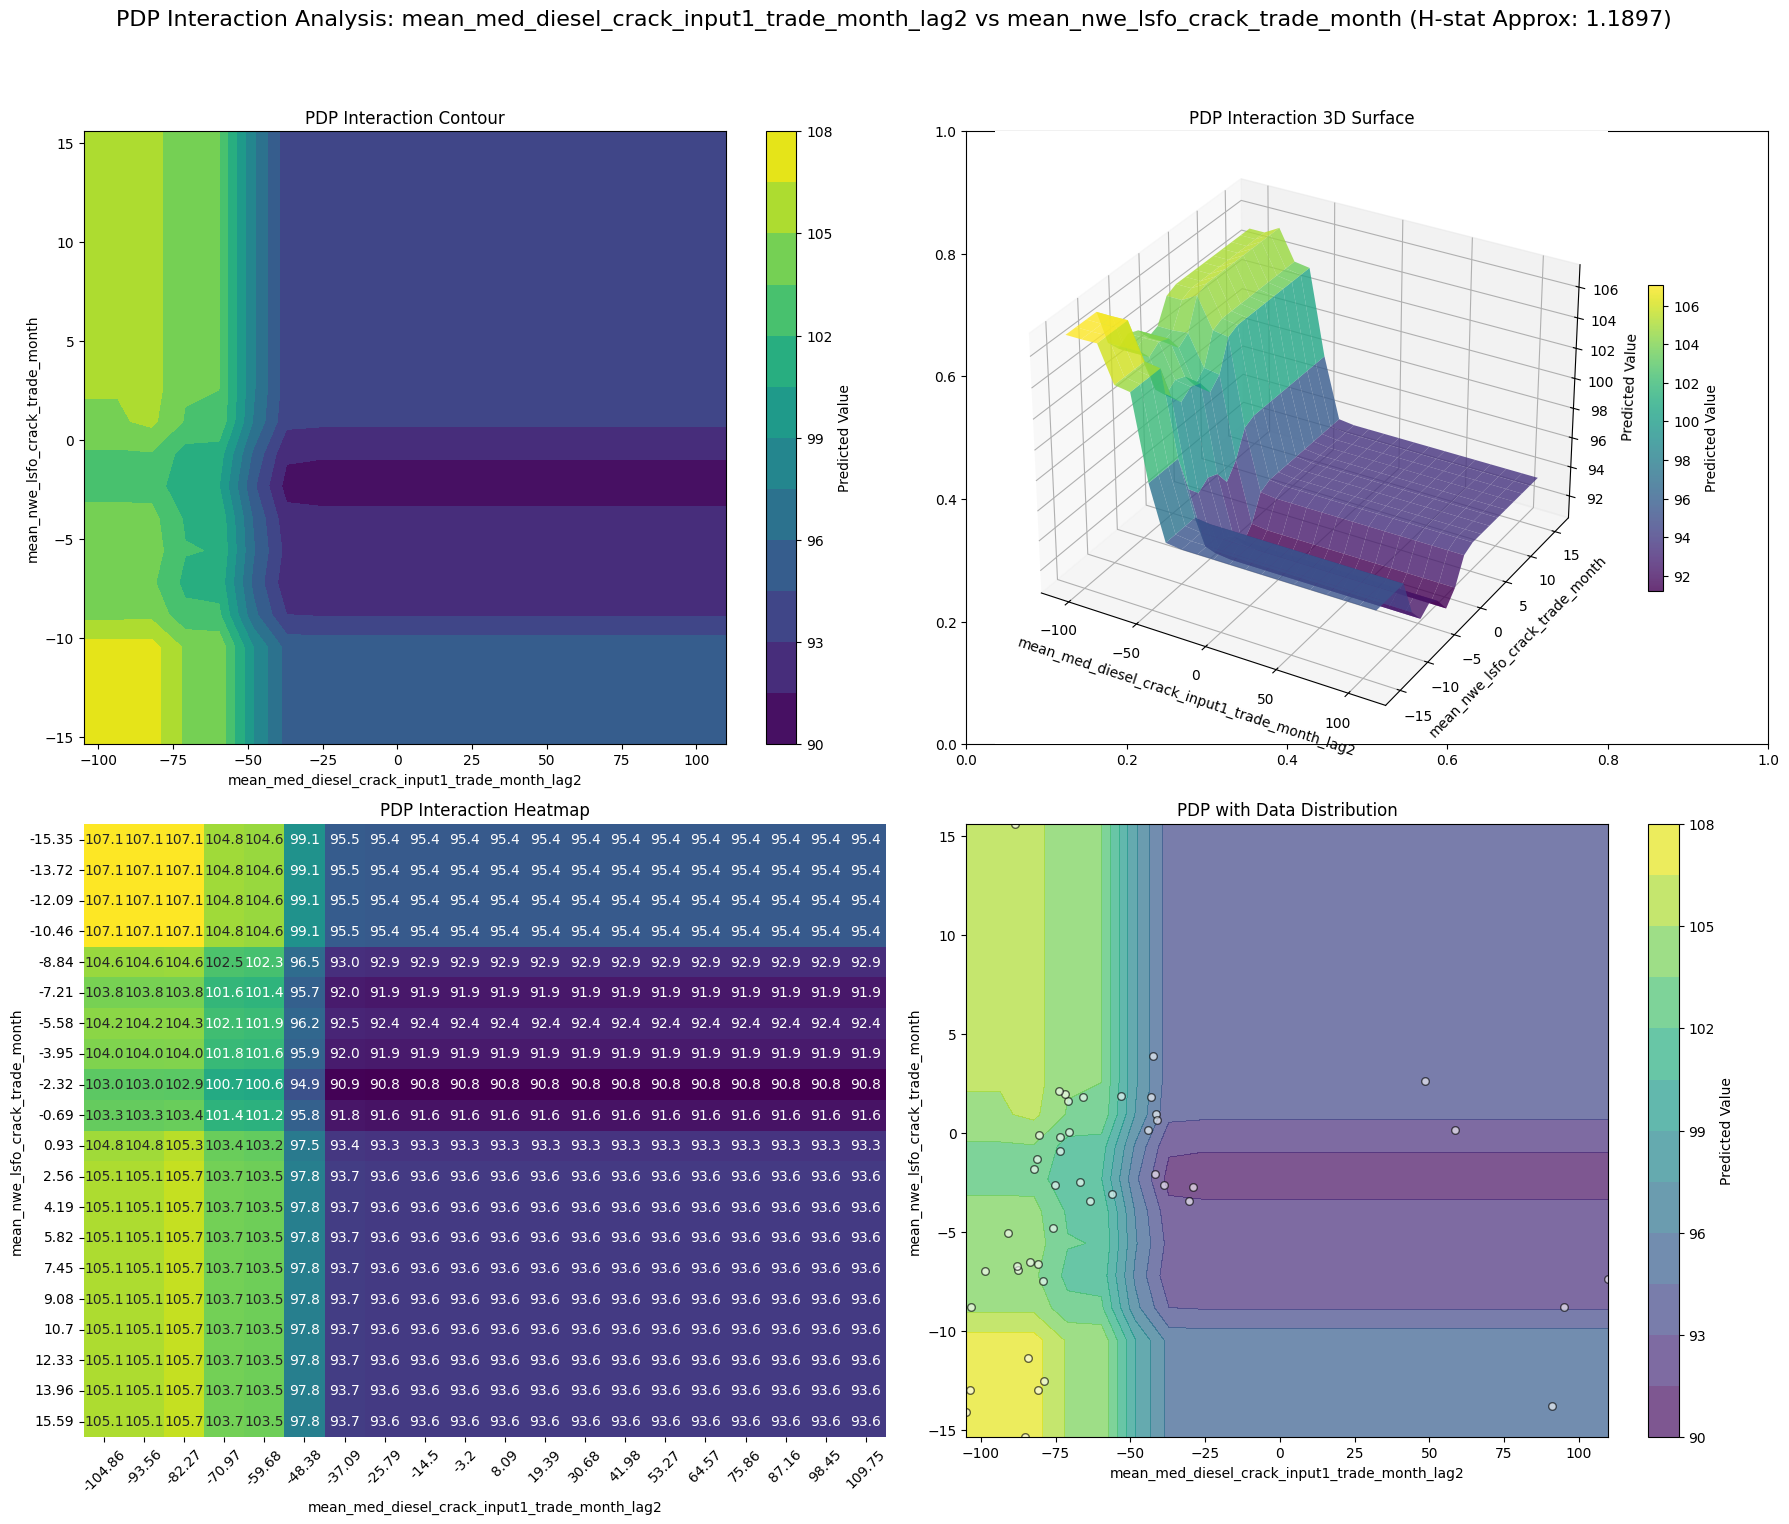 PDP Interaction Analysis: mean_med_diesel_crack_input1_trade_month_lag2 vs mean_nwe_lsfo_crack_trade_month (H-stat Approx: 1.1897)
PDP Interaction Contour
15
10
5
0
−5
−10
−15
mean_nwe_lsfo_crack_trade_month
−100 −75 −50 −25 0 25 50 75 100
mean_med_diesel_crack_input1_trade_month_lag2
108
105
102
99
96
93
90
Predicted Value
PDP Interaction 3D Surface
1.0
0.8
0.6
0.4
0.2
0.0
0.0 0.2 0.4 0.6 0.8 1.0
−100 −50 0 50 100
mean_med_diesel_crack_input1_trade_month_lag2
−15 −10 −5 0 5 10 15
mean_nwe_lsfo_crack_trade_month
106
104
102
100
98
96
94
92
Predicted Value
106
104
102
100
98
96
94
92
Predicted Value
PDP Interaction Heatmap
mean_nwe_lsfo_crack_trade_month
-15.35 107.1 107.1 107.1 104.8 104.6 99.1 95.5 95.4 95.4 95.4 95.4 95.4 95.4 95.4 95.4 95.4 95.4 95.4 95.4 95.4
-13.72 107.1 107.1 107.1 104.8 104.6 99.1 95.5 95.4 95.4 95.4 95.4 95.4 95.4 95.4 95.4 95.4 95.4 95.4 95.4 95.4
-12.09 107.1 107.1 107.1 104.8 104.6 99.1 95.5 95.4 95.4 95.4 95.4 95.4 95.4 95.4 95.4 95.4 95.4 95.4 95.4 95.4
-10.46 107.1 107.1 107.1 104.8 104.6 99.1 95.5 95.4 95.4 95.4 95.4 95.4 95.4 95.4 95.4 95.4 95.4 95.4 95.4 95.4
-8.84 104.6 104.6 104.6 102.5 102.3 96.5 93.0 92.9 92.9 92.9 92.9 92.9 92.9 92.9 92.9 92.9 92.9 92.9 92.9 92.9
-7.21 103.8 103.8 103.8 101.6 101.4 95.7 92.0 91.9 91.9 91.9 91.9 91.9 91.9 91.9 91.9 91.9 91.9 91.9 91.9 91.9
-5.58 104.2 104.2 104.3 102.1 101.9 96.2 92.5 92.4 92.4 92.4 92.4 92.4 92.4 92.4 92.4 92.4 92.4 92.4 92.4 92.4
-3.95 104.0 104.0 104.0 101.8 101.6 95.9 92.0 91.9 91.9 91.9 91.9 91.9 91.9 91.9 91.9 91.9 91.9 91.9 91.9 91.9
-2.32 103.0 103.0 102.9 100.7 100.6 94.9 90.9 90.8 90.8 90.8 90.8 90.8 90.8 90.8 90.8 90.8 90.8 90.8 90.8 90.8
-0.69 103.3 103.3 103.4 101.4 101.2 95.8 91.8 91.6 91.6 91.6 91.6 91.6 91.6 91.6 91.6 91.6 91.6 91.6 91.6 91.6
0.93 104.8 104.8 105.3 103.4 103.2 97.5 93.4 93.3 93.3 93.3 93.3 93.3 93.3 93.3 93.3 93.3 93.3 93.3 93.3 93.3
2.56 105.1 105.1 105.7 103.7 103.5 97.8 93.7 93.6 93.6 93.6 93.6 93.6 93.6 93.6 93.6 93.6 93.6 93.6 93.6 93.6
4.19 105.1 105.1 105.7 103.7 103.5 97.8 93.7 93.6 93.6 93.6 93.6 93.6 93.6 93.6 93.6 93.6 93.6 93.6 93.6 93.6
5.82 105.1 105.1 105.7 103.7 103.5 97.8 93.7 93.6 93.6 93.6 93.6 93.6 93.6 93.6 93.6 93.6 93.6 93.6 93.6 93.6
7.45 105.1 105.1 105.7 103.7 103.5 97.8 93.7 93.6 93.6 93.6 93.6 93.6 93.6 93.6 93.6 93.6 93.6 93.6 93.6 93.6
9.08 105.1 105.1 105.7 103.7 103.5 97.8 93.7 93.6 93.6 93.6 93.6 93.6 93.6 93.6 93.6 93.6 93.6 93.6 93.6 93.6
10.7 105.1 105.1 105.7 103.7 103.5 97.8 93.7 93.6 93.6 93.6 93.6 93.6 93.6 93.6 93.6 93.6 93.6 93.6 93.6 93.6
12.33 105.1 105.1 105.7 103.7 103.5 97.8 93.7 93.6 93.6 93.6 93.6 93.6 93.6 93.6 93.6 93.6 93.6 93.6 93.6 93.6
13.96 105.1 105.1 105.7 103.7 103.5 97.8 93.7 93.6 93.6 93.6 93.6 93.6 93.6 93.6 93.6 93.6 93.6 93.6 93.6 93.6
15.59 105.1 105.1 105.7 103.7 103.5 97.8 93.7 93.6 93.6 93.6 93.6 93.6 93.6 93.6 93.6 93.6 93.6 93.6 93.6 93.6
-104.86 -93.56 -82.27 -70.97 -59.68 -48.38 -37.09 -25.79 -14.5 -3.2 8.09 19.39 30.68 41.98 53.27 64.57 75.86 87.16 98.45 109.75
mean_med_diesel_crack_input1_trade_month_lag2
PDP with Data Distribution
15
10
5
0
−5
−10
−15
mean_nwe_lsfo_crack_trade_month
−100 −75 −50 −25 0 25 50 75 100
mean_med_diesel_crack_input1_trade_month_lag2
108
105
102
99
96
93
90
Predicted Value